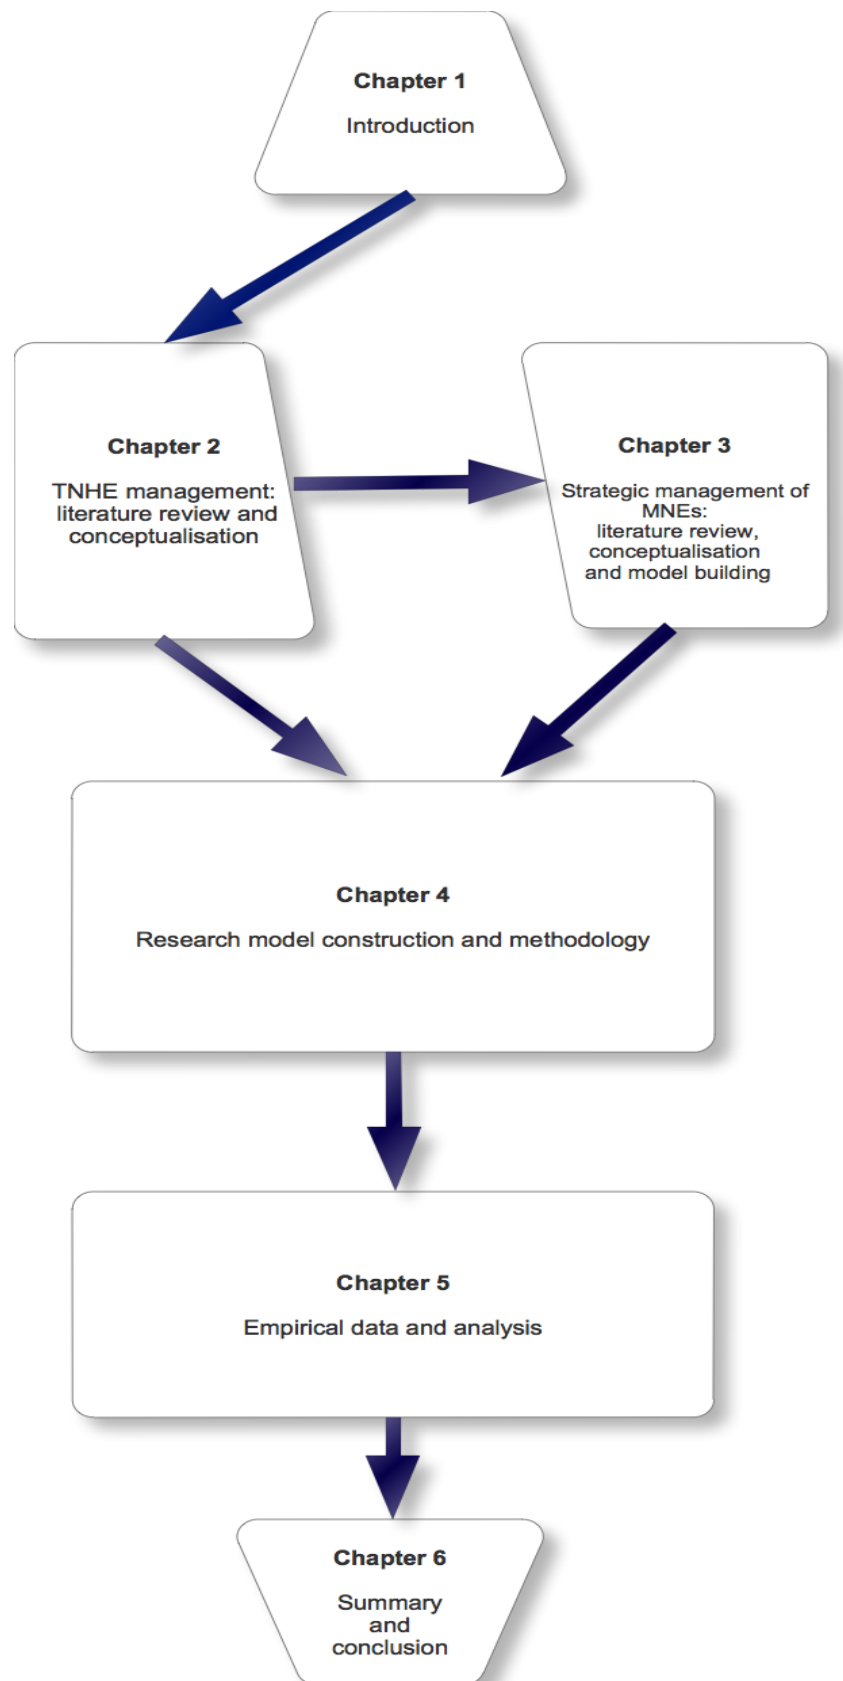 Chapter 1
Introduction
Chapter 2
TNHE management:
literature review and
conceptualisation
Chapter 3
Strategic management of
MNEs:
literature review,
conceptualisation
and model building
Chapter 4
Research model construction and methodology
Chapter 5
Empirical data and analysis
Chapter 6
Summary
and
conclusion